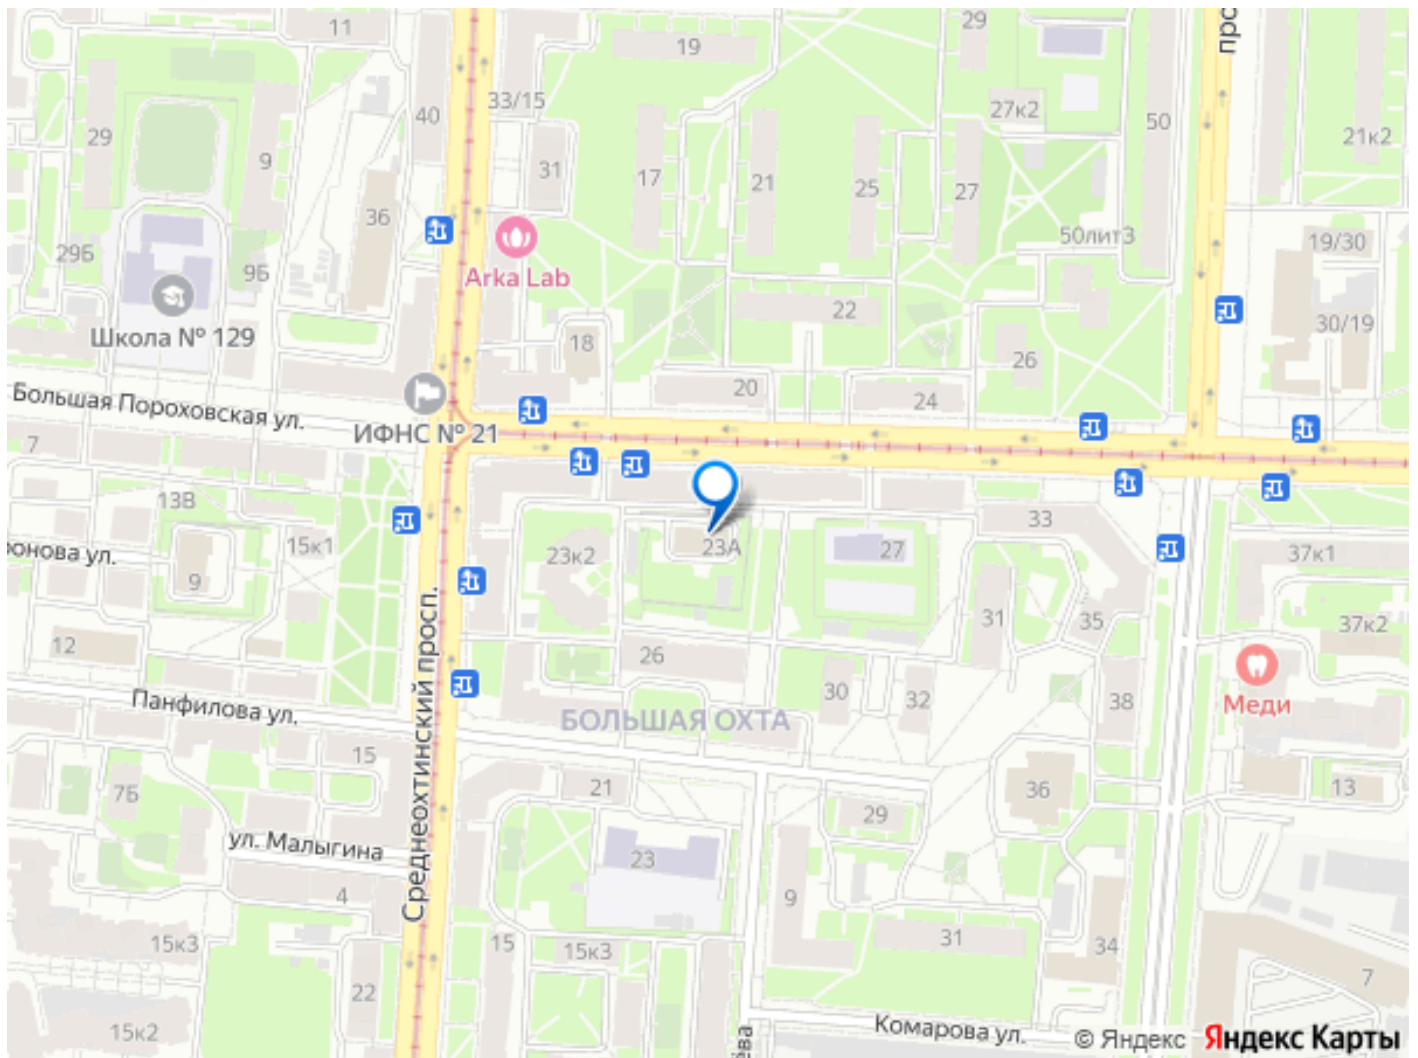 11
19
29
про
33/15
27к2
40
50
29
9
31
17
21
25
27
21к2
36
50лит3
19/30
29Б
9Б
Arka Lab
Школа № 129
22
30/19
18
26
20
24
Большая Пороховская ул.
ИФНС № 21
7
13В
33
15к1
23к2
23А
27
37к1
ронова ул.
9
12
31
35
37к2
26
30
32
38
Меди
Панфилова ул.
БОЛЬШАЯ ОХТА
Среднеохтинский просп.
15
7Б
21
36
13
29
ул. Малыгина
23
4
9
15к3
15
15к3
31
34
7
22
15к2
ёва
Комарова ул.
© Яндекс Яндекс Карты